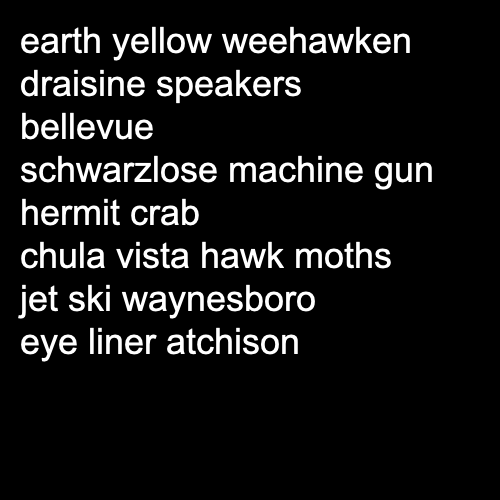 earth yellow weehawken
draisine speakers
bellevue
schwarzlose machine gun
hermit crab
chula vista hawk moths
jet ski waynesboro
eye liner atchison